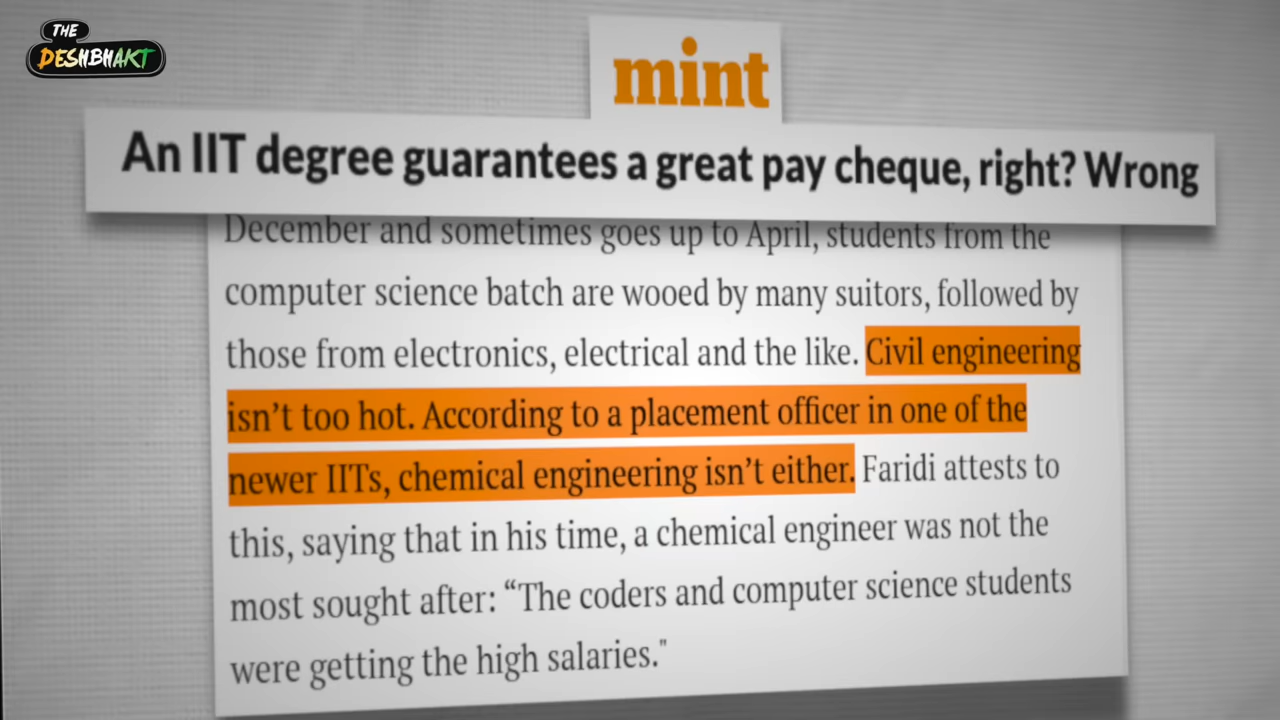 THE
DESHBHAKT
mint
An IIT degree guarantees a great pay cheque, right? Wrong
December and sometimes goes up to April, students from the
computer science batch are wooed by many suitors, followed by
those from electronics, electrical and the like. Civil engineering
isn’t too hot. According to a placement officer in one of the
newer IITs, chemical engineering isn’t either. Faridi attests to
this, saying that in his time, a chemical engineer was not the
most sought after: “The coders and computer science students
were getting the high salaries."